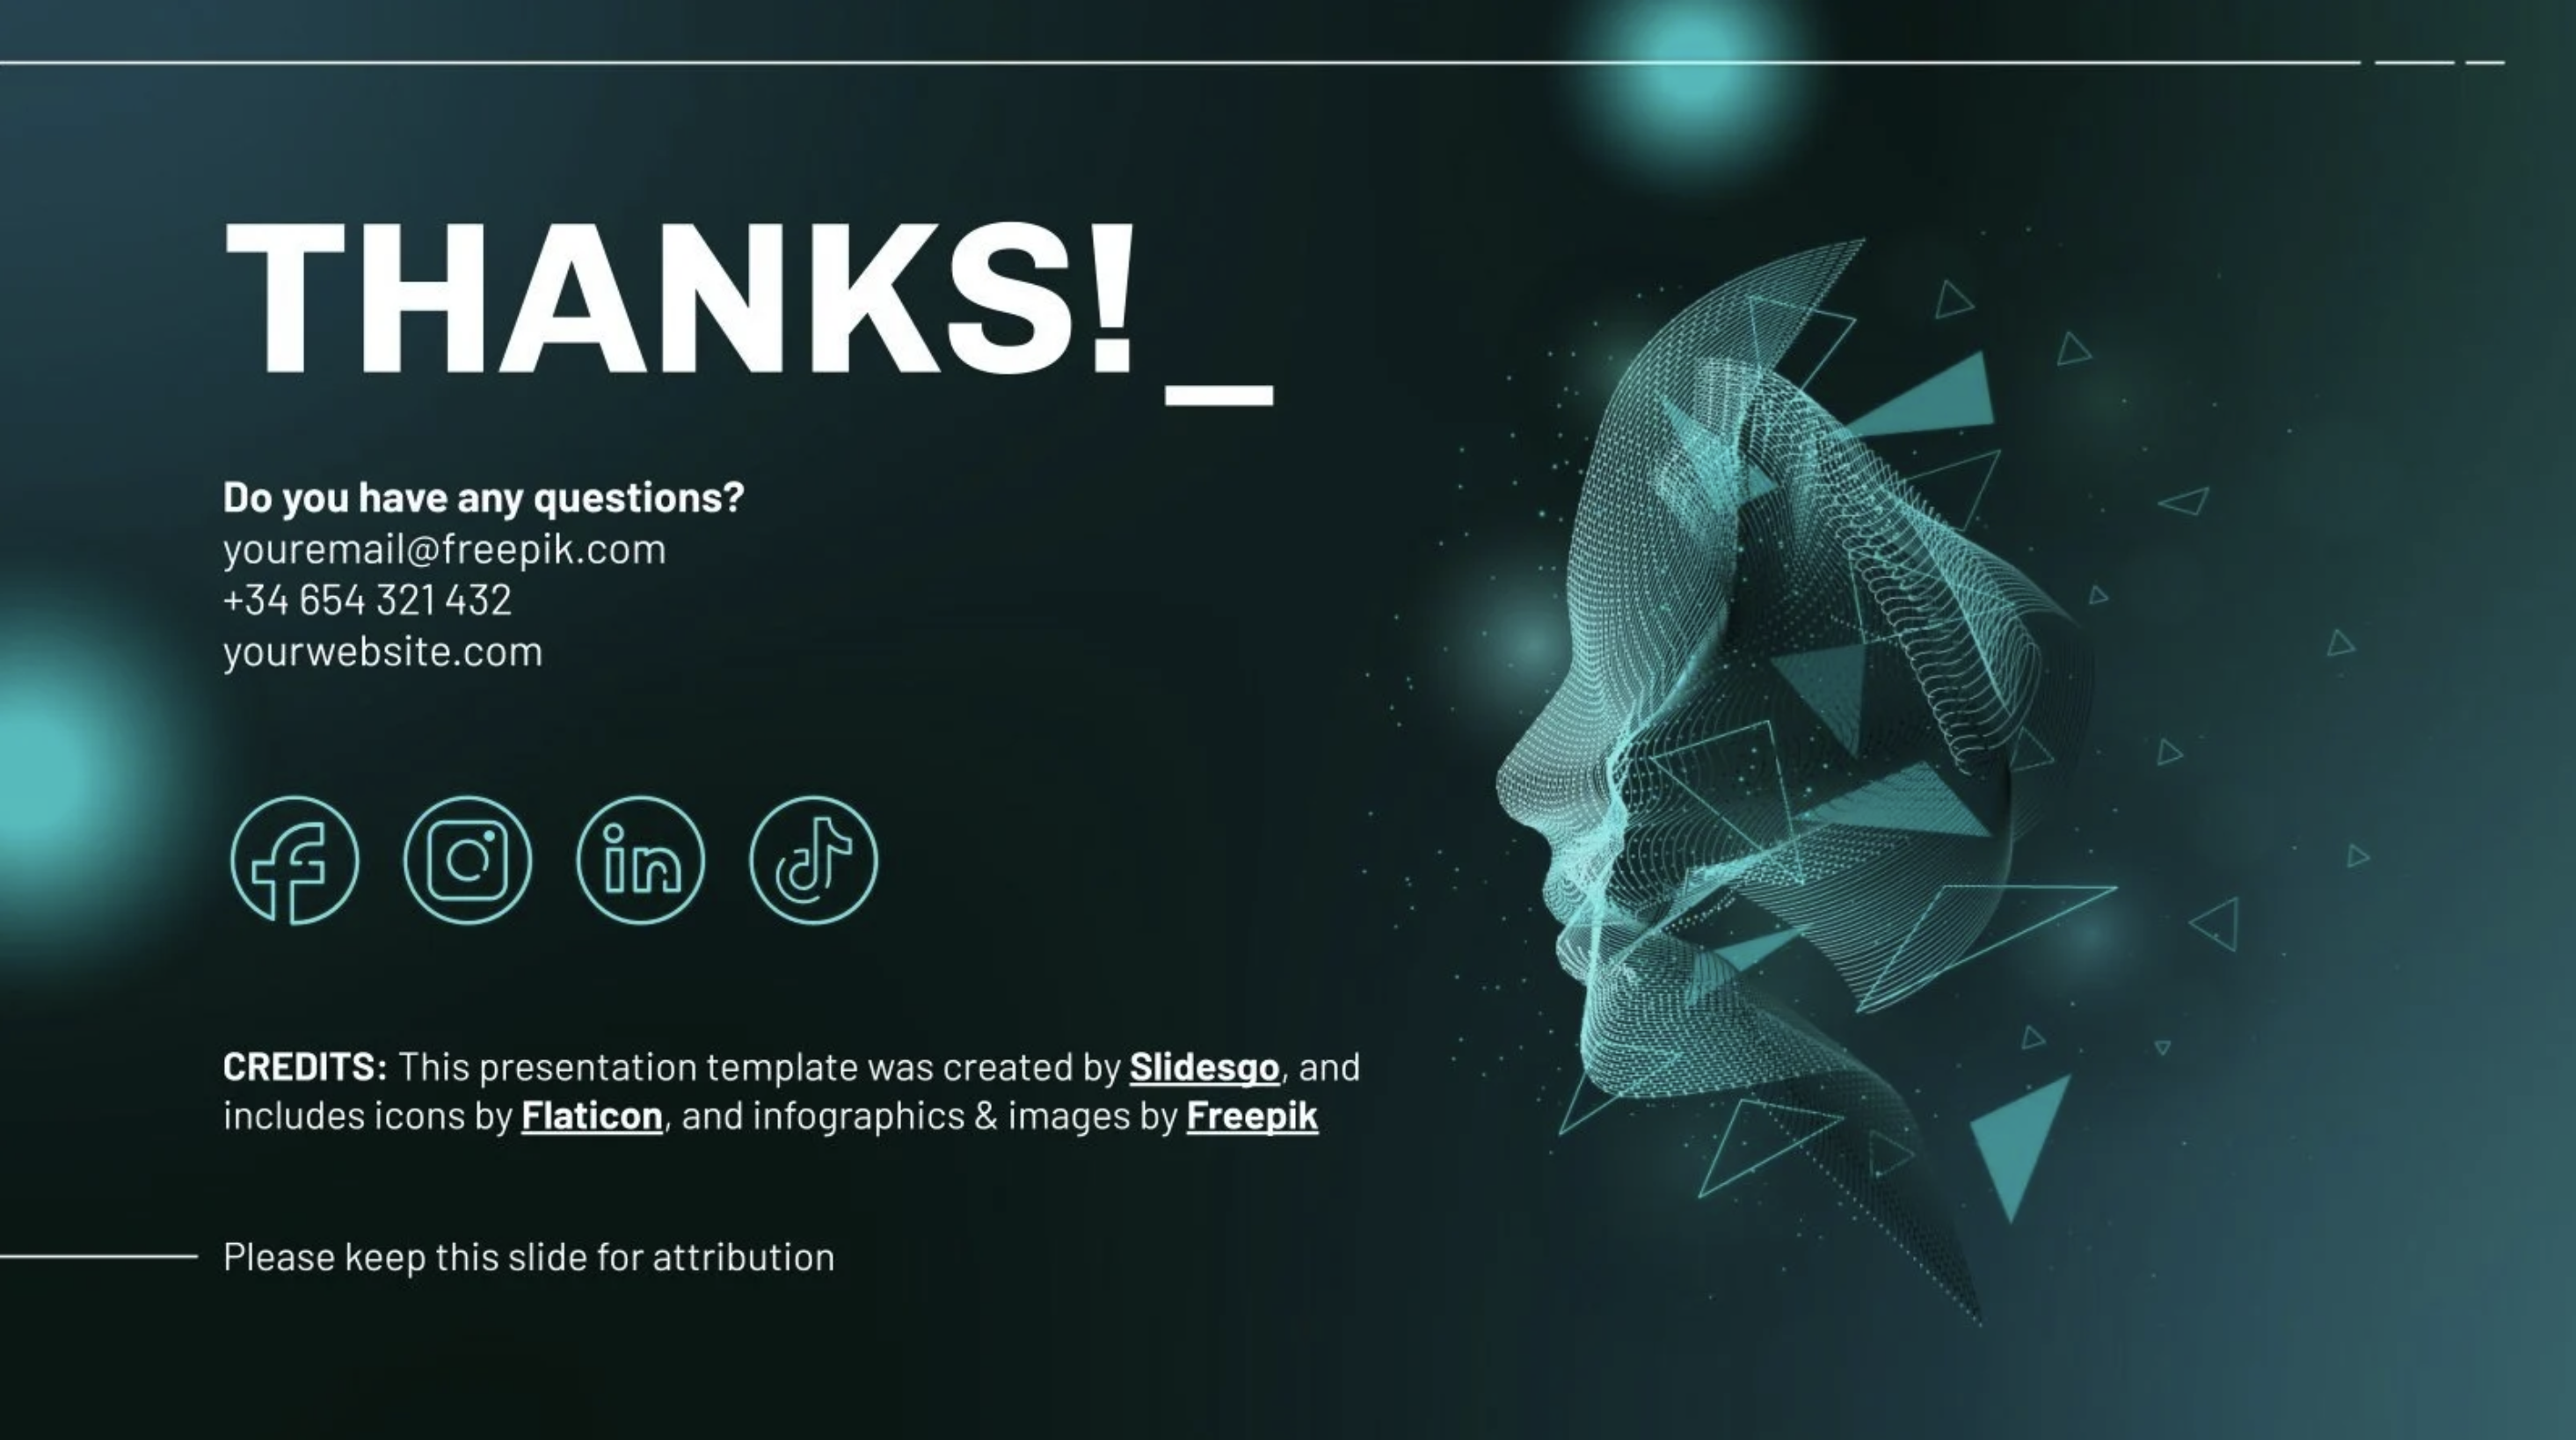 THANKS!_
Do you have any questions?
youremail@freepik.com
+34 654 321 432
yourwebsite.com
in
CREDITS: This presentation template was created by Slidesgo, and
includes icons by Flaticon, and infographics & images by Freepik
Please keep this slide for attribution